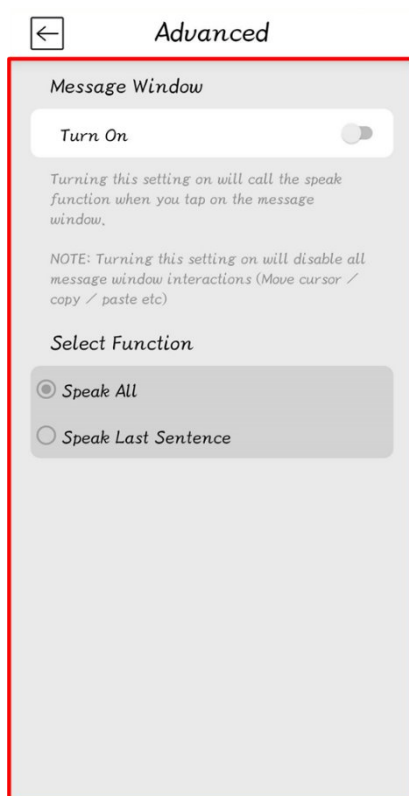 Advanced
Message Window
Turn On
Turning this setting on will call the speak
function when you tap on the message
window.
NOTE: Turning this setting on will disable all
message window interactions (Move cursor /
copy / paste etc)
Select Function
Speak All
Speak Last Sentence